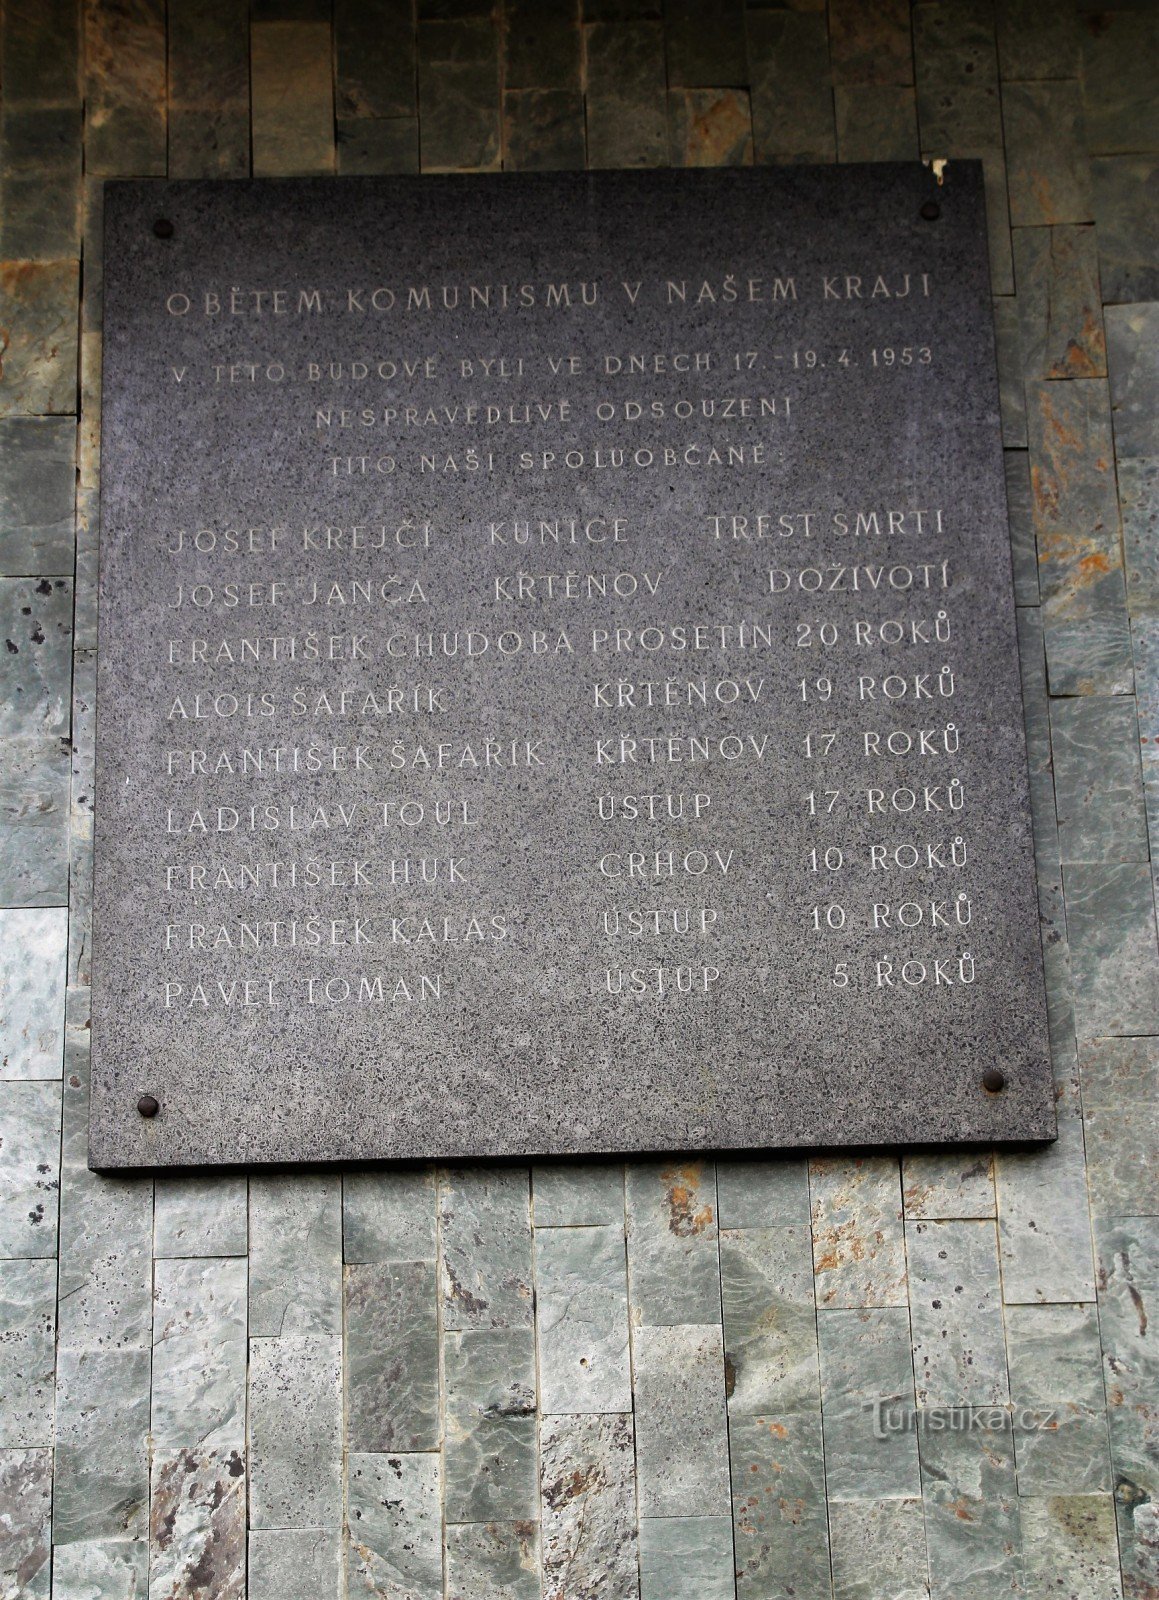 OBĚTEM KOMUNISMU V NAŠEM KRAJI
V TÉTO BUDOVĚ BYLI VE DNECH 17.-19.4.1953
NESPRAVEDLIVĚ ODSOUZENI
TITO NAŠI SPOLUOBČANÉ:
JOSEF KREJČÍ KUNICE TREST SMRTI
JOSEF JANČA KŘTĚNOV DOŽIVOTÍ
FRANTIŠEK CHUDOBA PROSETÍN 20 ROKŮ
ALOIS ŠAFAŘÍK KŘTĚNOV 19 ROKŮ
FRANTIŠEK ŠAFAŘÍK KŘTĚNOV 17 ROKŮ
LADISLAV TOUL ÚSTUP 17 ROKŮ
FRANTIŠEK HUK CRHOV 10 ROKŮ
FRANTIŠEK KALAS ÚSTUP 10 ROKŮ
PAVEL TOMAN ÚSTUP 5 ROKŮ
Turistika.cz